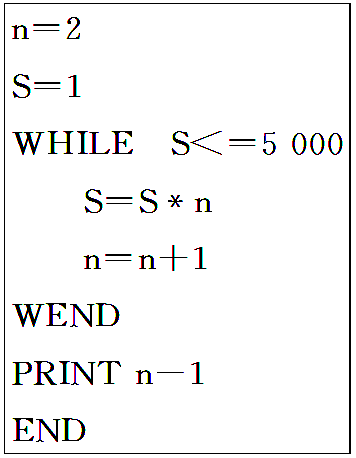 n=2
S=1
WHILE S<=5 000
S=S*n
n=n+1
WEND
PRINT n-1
END